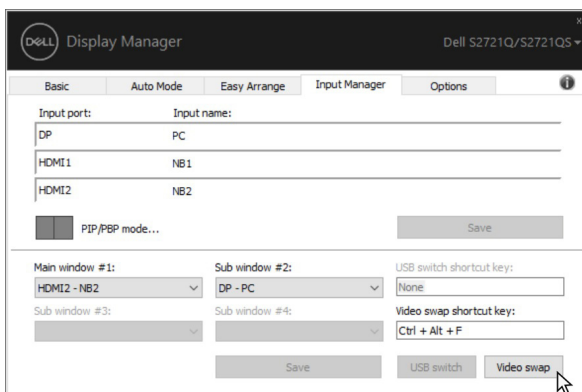 DELL Display Manager
Dell S2721Q/S2721QS
Basic Auto Mode Easy Arrange Input Manager Options
Input port: Input name:
DP PC
HDMI1 NB1
HDMI2 NB2
PIP/PBP mode... Save
Main window #1: Sub window #2: USB switch shortcut key:
HDMI2 - NB2 DP - PC None
Sub window #3: Sub window #4: Video swap shortcut key:
Ctrl + Alt + F
Save USB switch Video swap